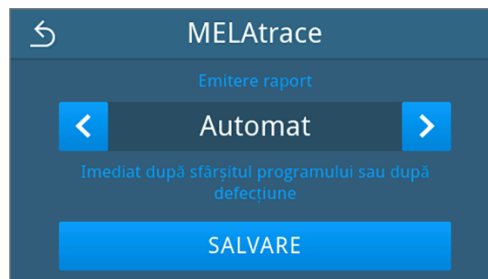 MELAtrace
Emitere raport
Automat
Imediat după sfârșitul programului sau după
defecțiune
SALVARE